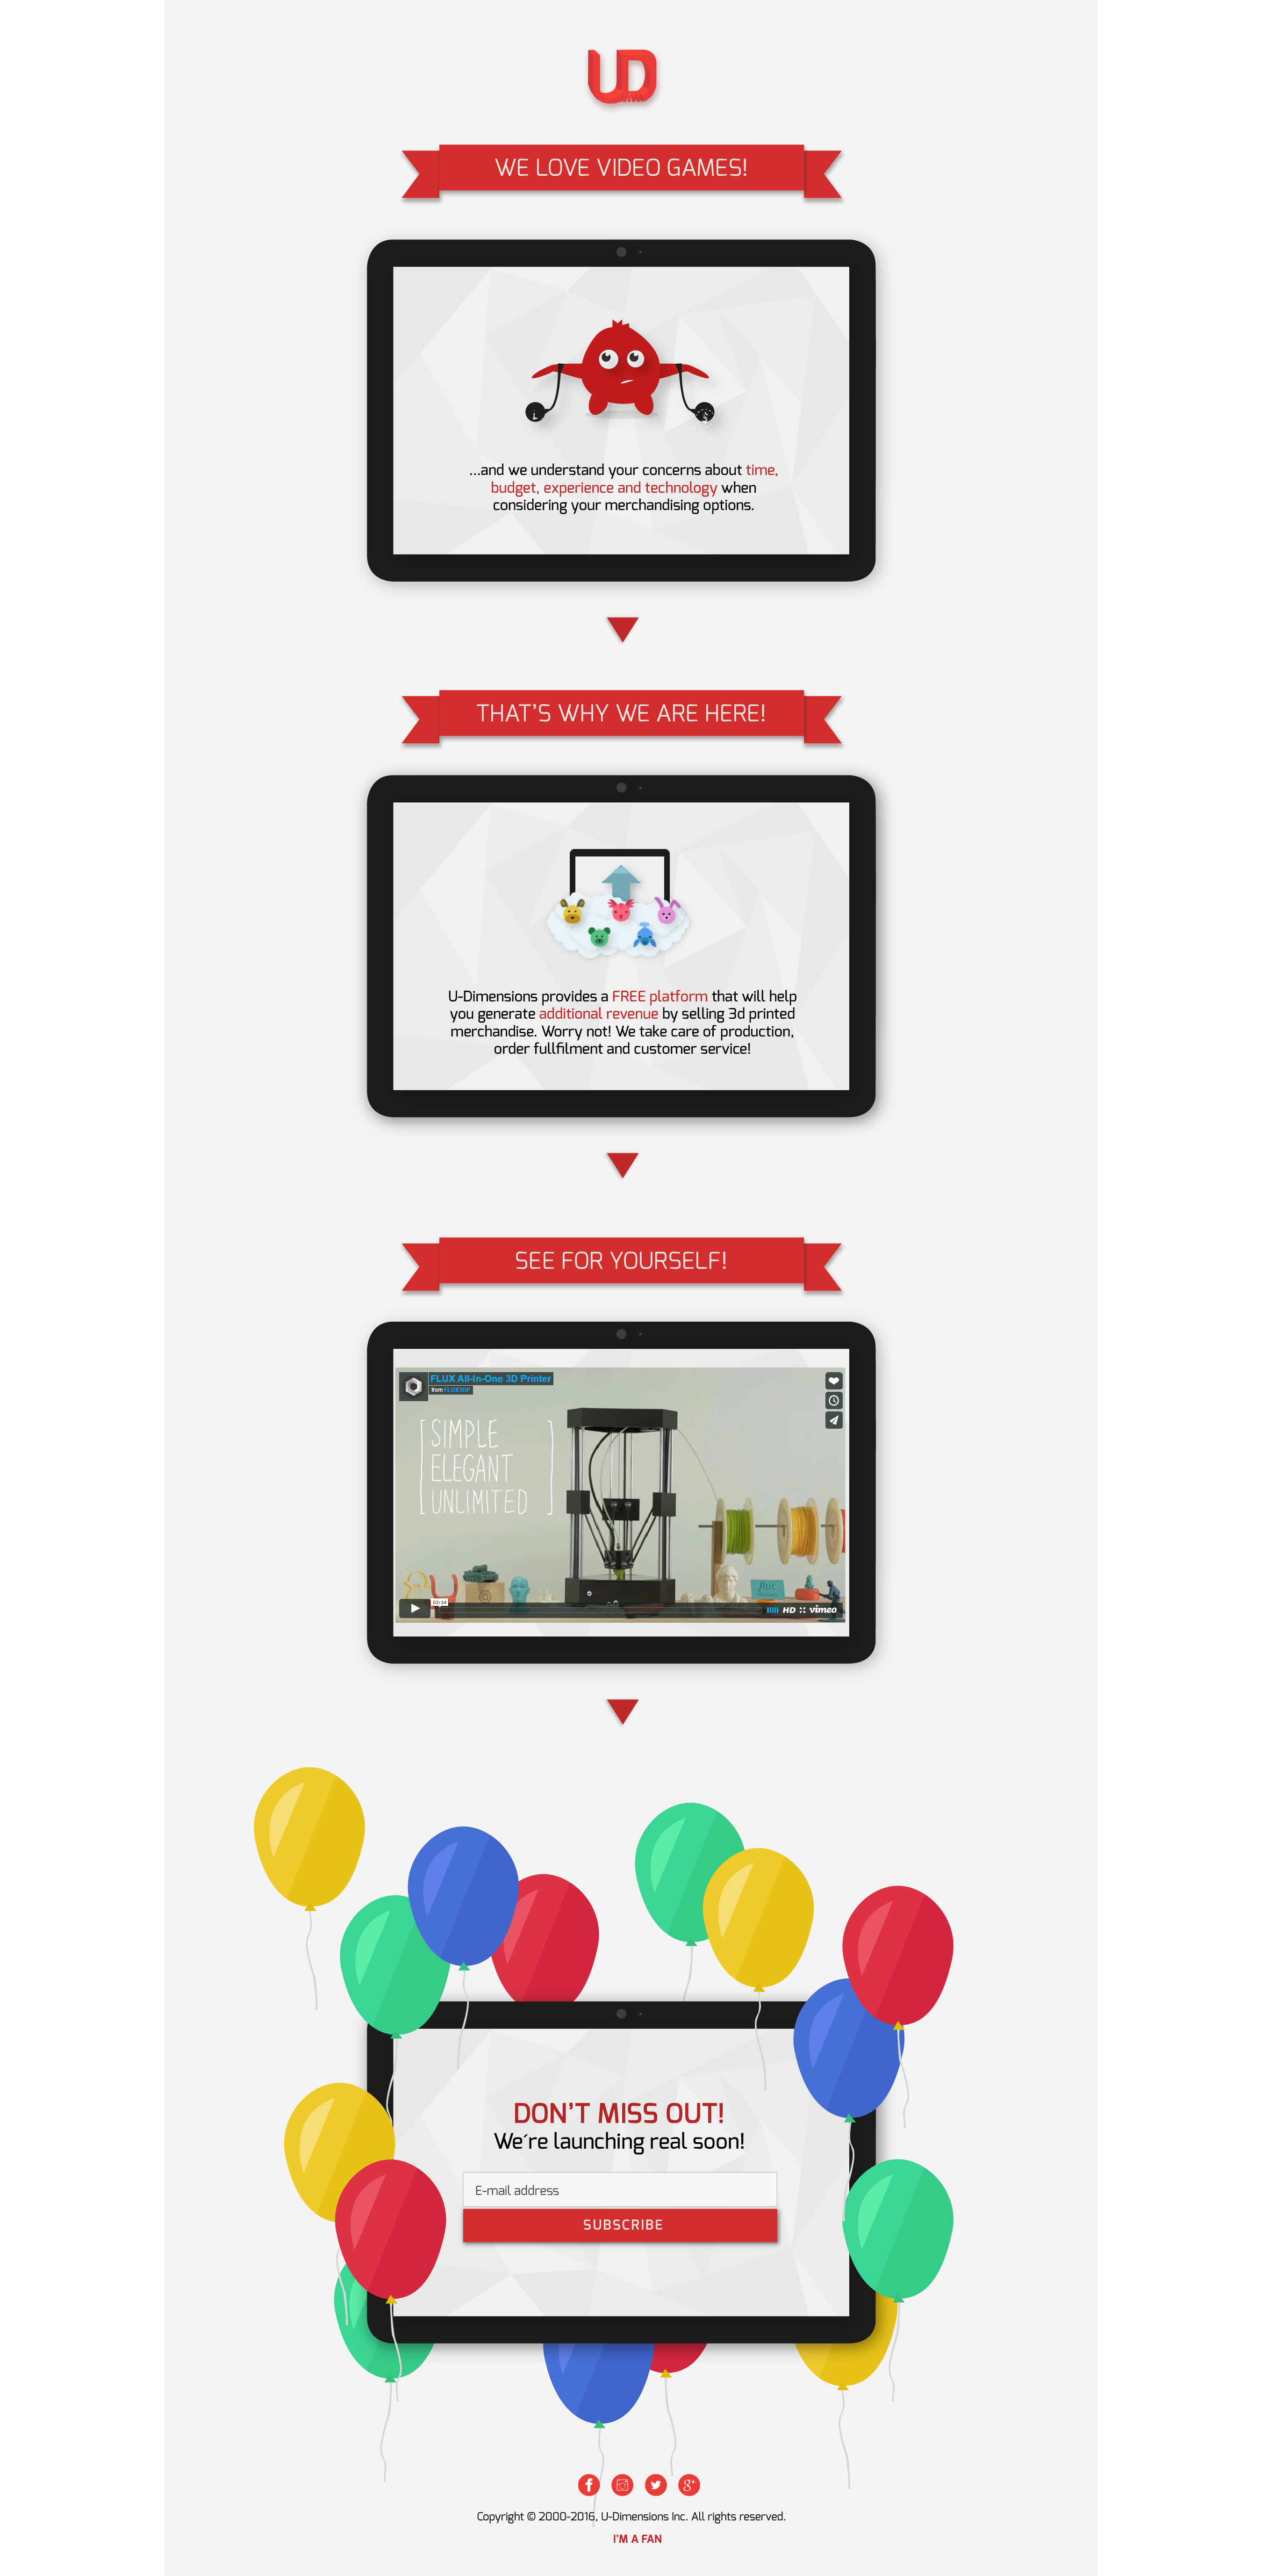 UD
WE LOVE VIDEO GAMES!
...and we understand your concerns about time,
budget, experience and technology when
considering your merchandising options.
THAT'S WHY WE ARE HERE!
U-Dimensions provides a FREE platform that will help
you generate additional revenue by selling 3d printed
merchandise. Worry not! We take care of production,
order fullfilment and customer service!
SEE FOR YOURSELF!
FLUX All-In-One 3D Printer
from FLUX3DP
SIMPLE
ELEGANT
UNLIMITED
flux
03:14
HD vimeo
DON'T MISS OUT!
We´re launching real soon!
E-mail address
SUBSCRIBE
Copyright © 2000-2016, U-Dimensions Inc. All rights reserved.
I'M A FAN